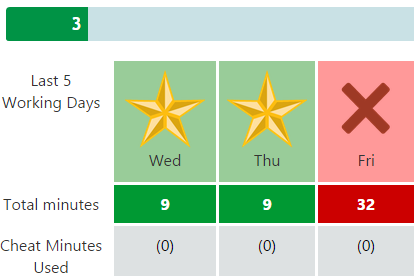 3
Last 5
Working Days
Wed Thu Fri
Total minutes 9 9 32
Cheat Minutes
Used
(0) (0) (0)